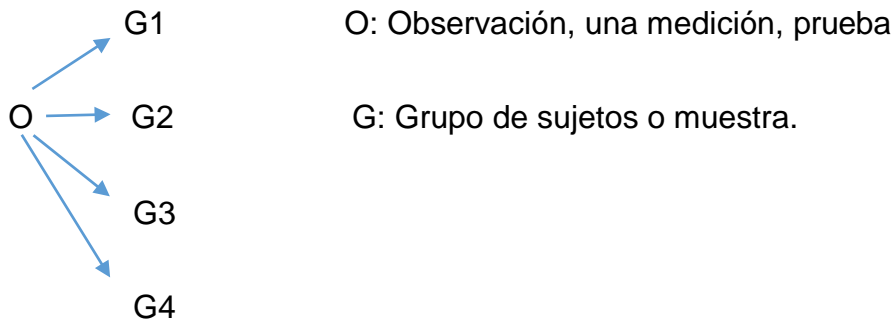 G1 O: Observación, una medición, prueba
O G2 G: Grupo de sujetos o muestra.
G3
G4